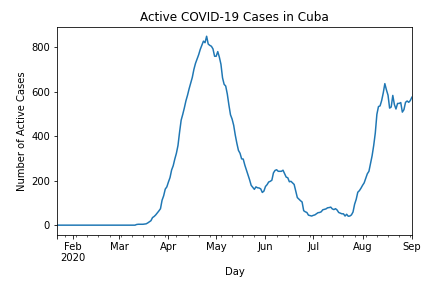 Active COVID-19 Cases in Cuba
Number of Active Cases
800
600
400
200
0
Feb Mar Apr May Jun Jul Aug Sep
2020
Day